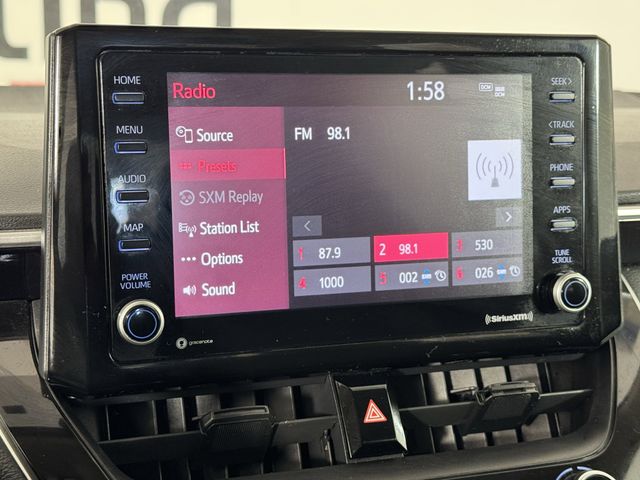 HOME
MENU
AUDIO
MAP
POWER
VOLUME
Radio
1:58
DCM
DCM
Source
Presets
SXM Replay
Station List
Options
Sound
FM 98.1
<
>
1 87.9
2 98.1
3 530
4 1000
5 002
6 026
SEEK>
<TRACK
PHONE
APPS
TUNE
SCROLL
gracenote
((SiriusXM))